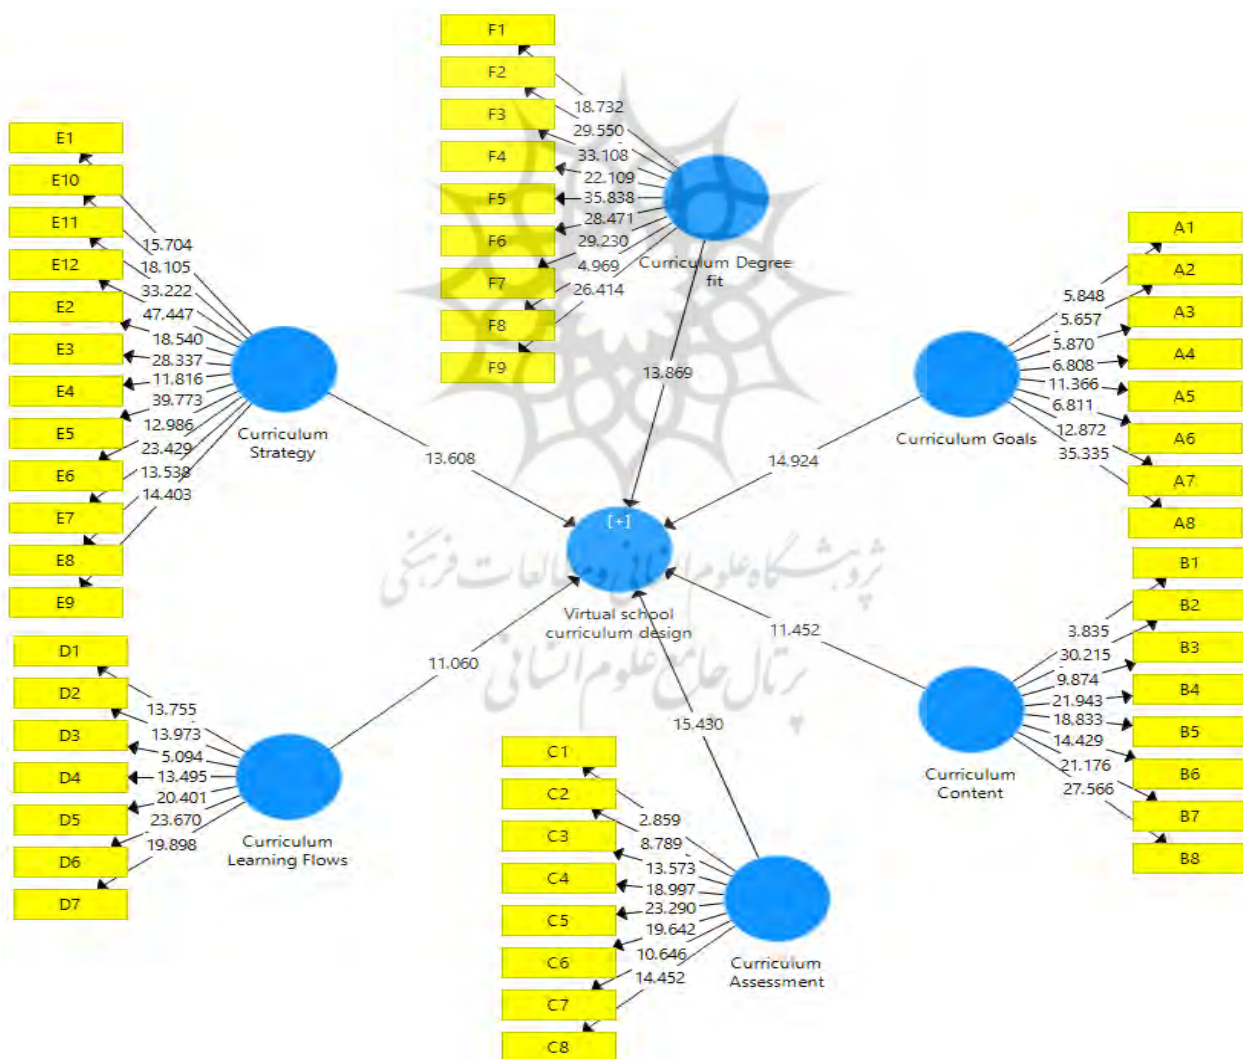 F1
F2
F3
F4
F5
F6
F7
F8
F9
18.732
29.550
33.108
22.109
35.838
28.471
29.230
4.969
26.414
Curriculum Degree
fit
13.869
E1
E10
E11
E12
E2
E3
E4
E5
E6
E7
E8
E9
15.704
18.105
33.222
47.447
18.540
28.337
11.816
39.773
12.986
23.429
13.538
14.403
Curriculum
Strategy
13.608
A1
A2
A3
A4
A5
A6
A7
A8
5.848
5.657
5.870
6.808
11.366
6.811
12.872
35.335
Curriculum Goals
14.924
[+]
Virtual school
curriculum design
پژوهشگاه علوم انسانی و مطالعات فرهنگی
پرتال جامع علوم انسانی
D1
D2
D3
D4
D5
D6
D7
13.755
13.973
5.094
13.495
20.401
23.670
19.898
Curriculum
Learning Flows
11.060
B1
B2
B3
B4
B5
B6
B7
B8
3.835
30.215
9.874
21.943
18.833
14.429
21.176
27.566
Curriculum
Content
11.452
C1
C2
C3
C4
C5
C6
C7
C8
2.859
8.789
13.573
18.997
23.290
19.642
10.646
14.452
Curriculum
Assessment
15.430